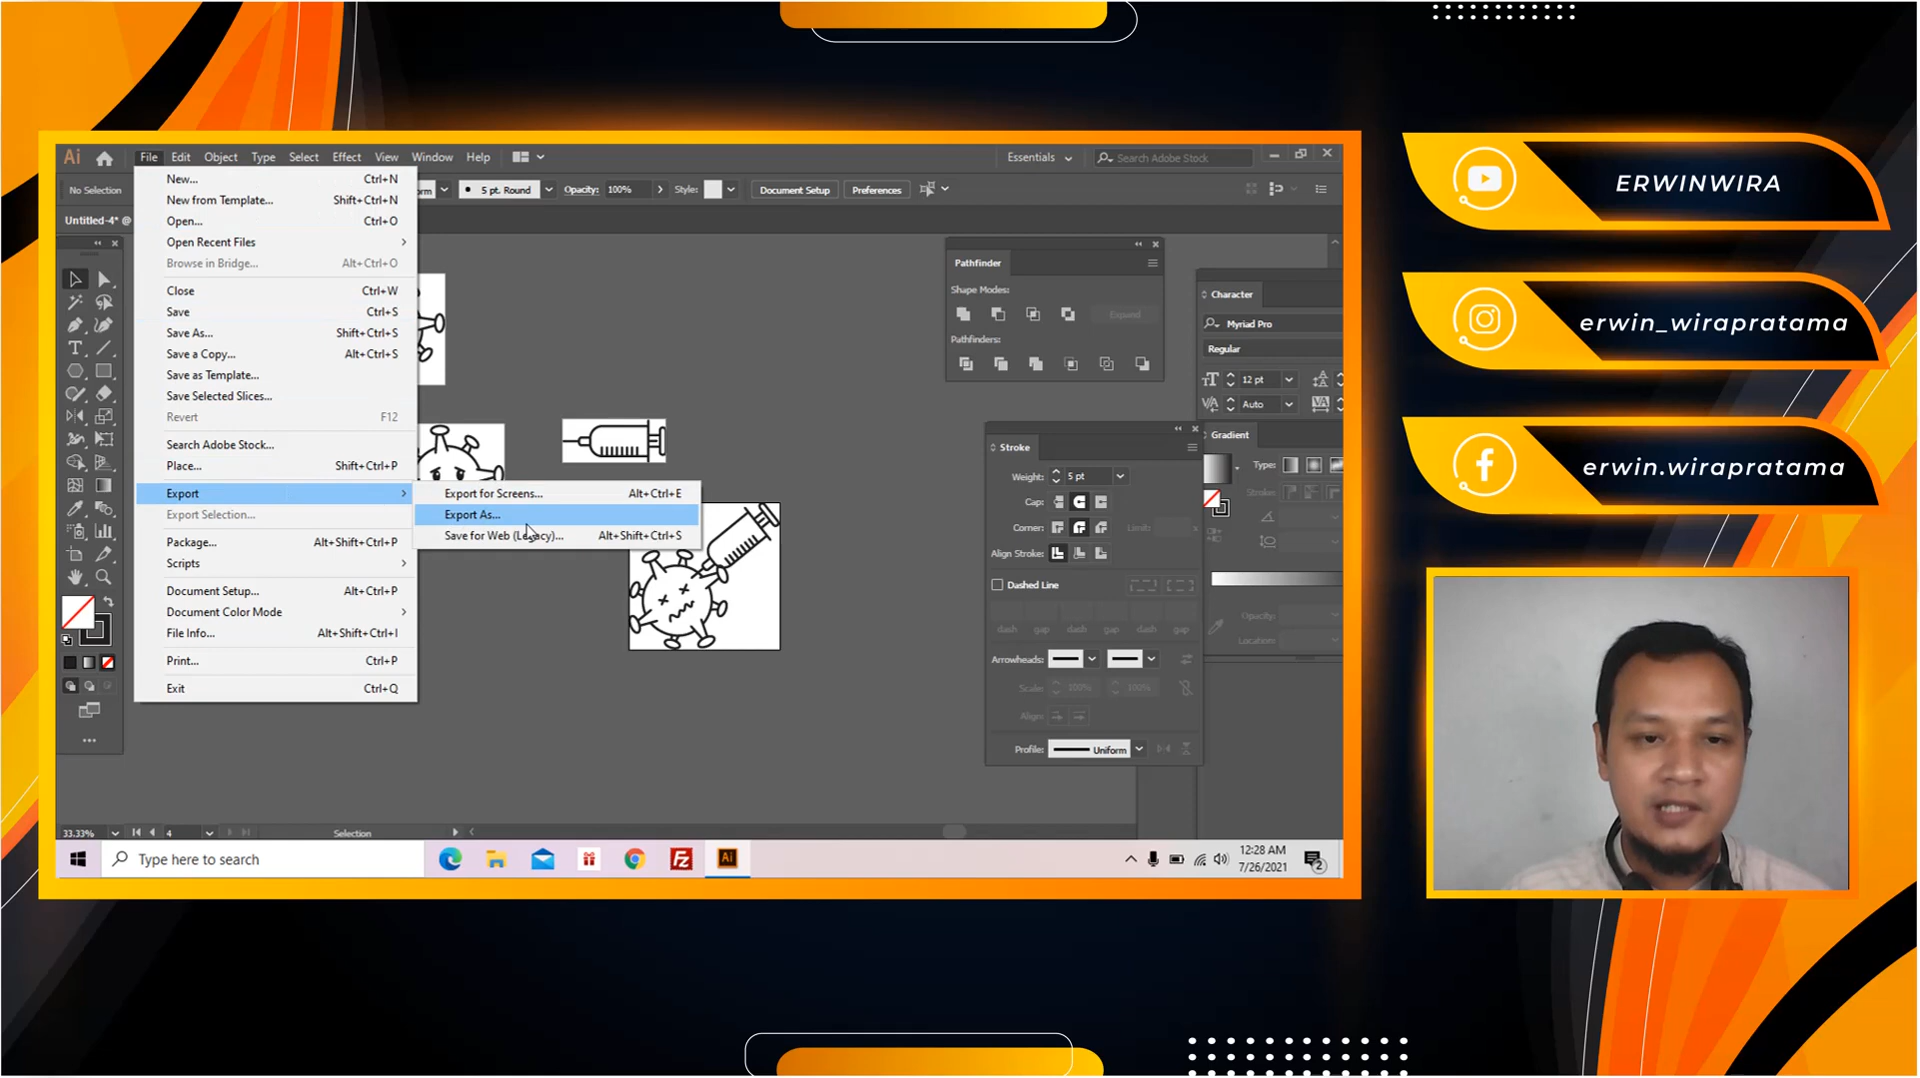 Ai
File Edit Object Type Select Effect View Window Help
Essentials
Search Adobe Stock
No Selection
5 pt. Round
Opacity: 100%
Style:
Document Setup
Preferences
Untitled-4* @
New... Ctrl+N
New from Template... Shift+Ctrl+N
Open... Ctrl+O
Open Recent Files
Browse in Bridge... Alt+Ctrl+O
Close Ctrl+W
Save Ctrl+S
Save As... Shift+Ctrl+S
Save a Copy... Alt+Ctrl+S
Save as Template...
Save Selected Slices...
Revert F12
Search Adobe Stock...
Place... Shift+Ctrl+P
Export
Export Selection...
Package... Alt+Shift+Ctrl+P
Scripts
Document Setup... Alt+Ctrl+P
Document Color Mode
File Info... Alt+Shift+Ctrl+I
Print... Ctrl+P
Exit Ctrl+Q
Export for Screens... Alt+Ctrl+E
Export As...
Save for Web (Legacy)... Alt+Shift+Ctrl+S
Pathfinder
Shape Modes:
Expand
Pathfinders:
Character
Myriad Pro
Regular
12 pt
Auto
Stroke
Weight: 5 pt
Cap:
Corner:
Limit:
Align Stroke:
Dashed Line
dash gap dash gap dash gap
Arrowheads:
Scale: 100% 100%
Align:
Profile: Uniform
Gradient
Type:
Stroke:
Opacity:
Location:
33.33%
4
Selection
Type here to search
12:28 AM
7/26/2021
2
ERWINWIRA
erwin_wirapratama
erwin.wirapratama